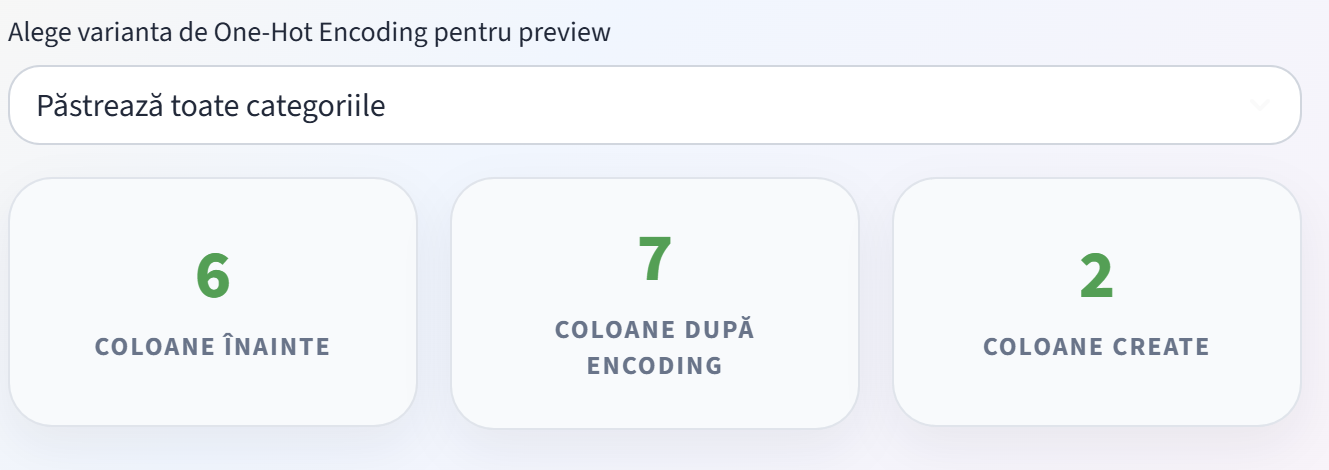 Alege varianta de One-Hot Encoding pentru preview
Păstrează toate categoriile
6
COLOANE ÎNAINTE
7
COLOANE DUPĂ
ENCODING
2
COLOANE CREATE